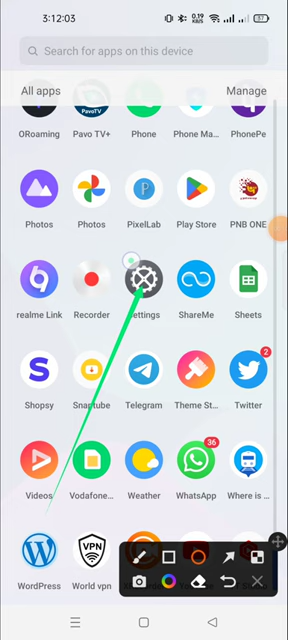 3:12:03
0.19
KB/S
87
Search for apps on this device
All apps
Manage
ORoaming
Pavo TV+
Phone
Phone Ma...
PhonePe
Photos
Photos
PixelLab
Play Store
PNB ONE
realme Link
Recorder
Settings
ShareMe
Sheets
Shopsy
Snaptube
Telegram
Theme St...
2
Twitter
Videos
Vodafone...
Weather
36
WhatsApp
Where is ...
VPN
WordPress
World vpn